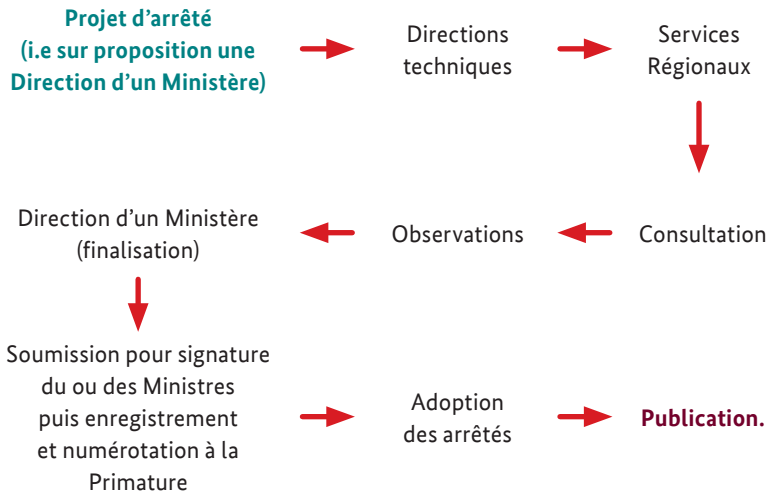 Projet d'arrêté
(i.e sur proposition une
Direction d'un Ministère)
Directions
techniques
Services
Régionaux
Consultation
Observations
Direction d'un Ministère
(finalisation)
Soumission pour signature
du ou des Ministres
puis enregistrement
et numérotation à la
Primature
Adoption
des arrêtés
Publication.